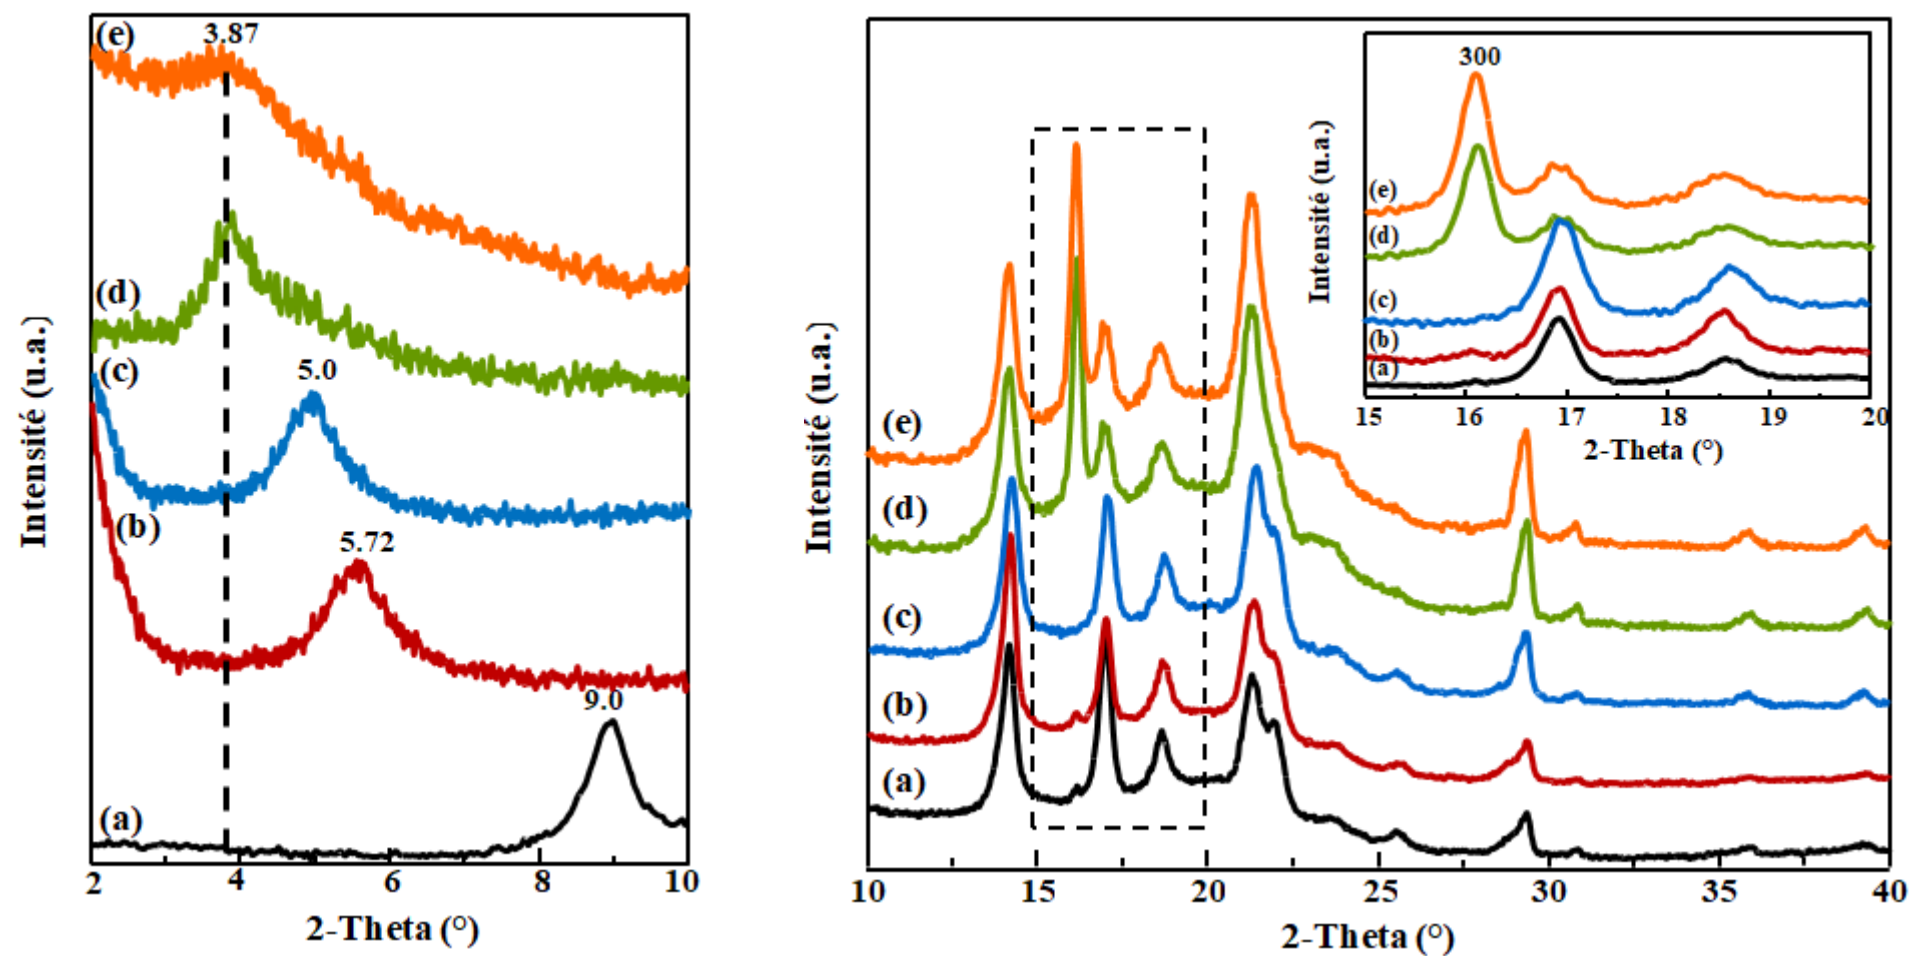 (e)
3.87
(d)
(c)
5.0
(b)
5.72
9.0
(a)
2
4
6
8
10
2-Theta (°)
Intensité (u.a.)
(e)
(d)
(c)
(b)
(a)
10
15
20
25
30
35
40
2-Theta (°)
Intensité (u.a.)
300
(e)
(d)
(c)
(b)
(a)
15
16
17
18
19
20
2-Theta (°)
Intensité (u.a.)